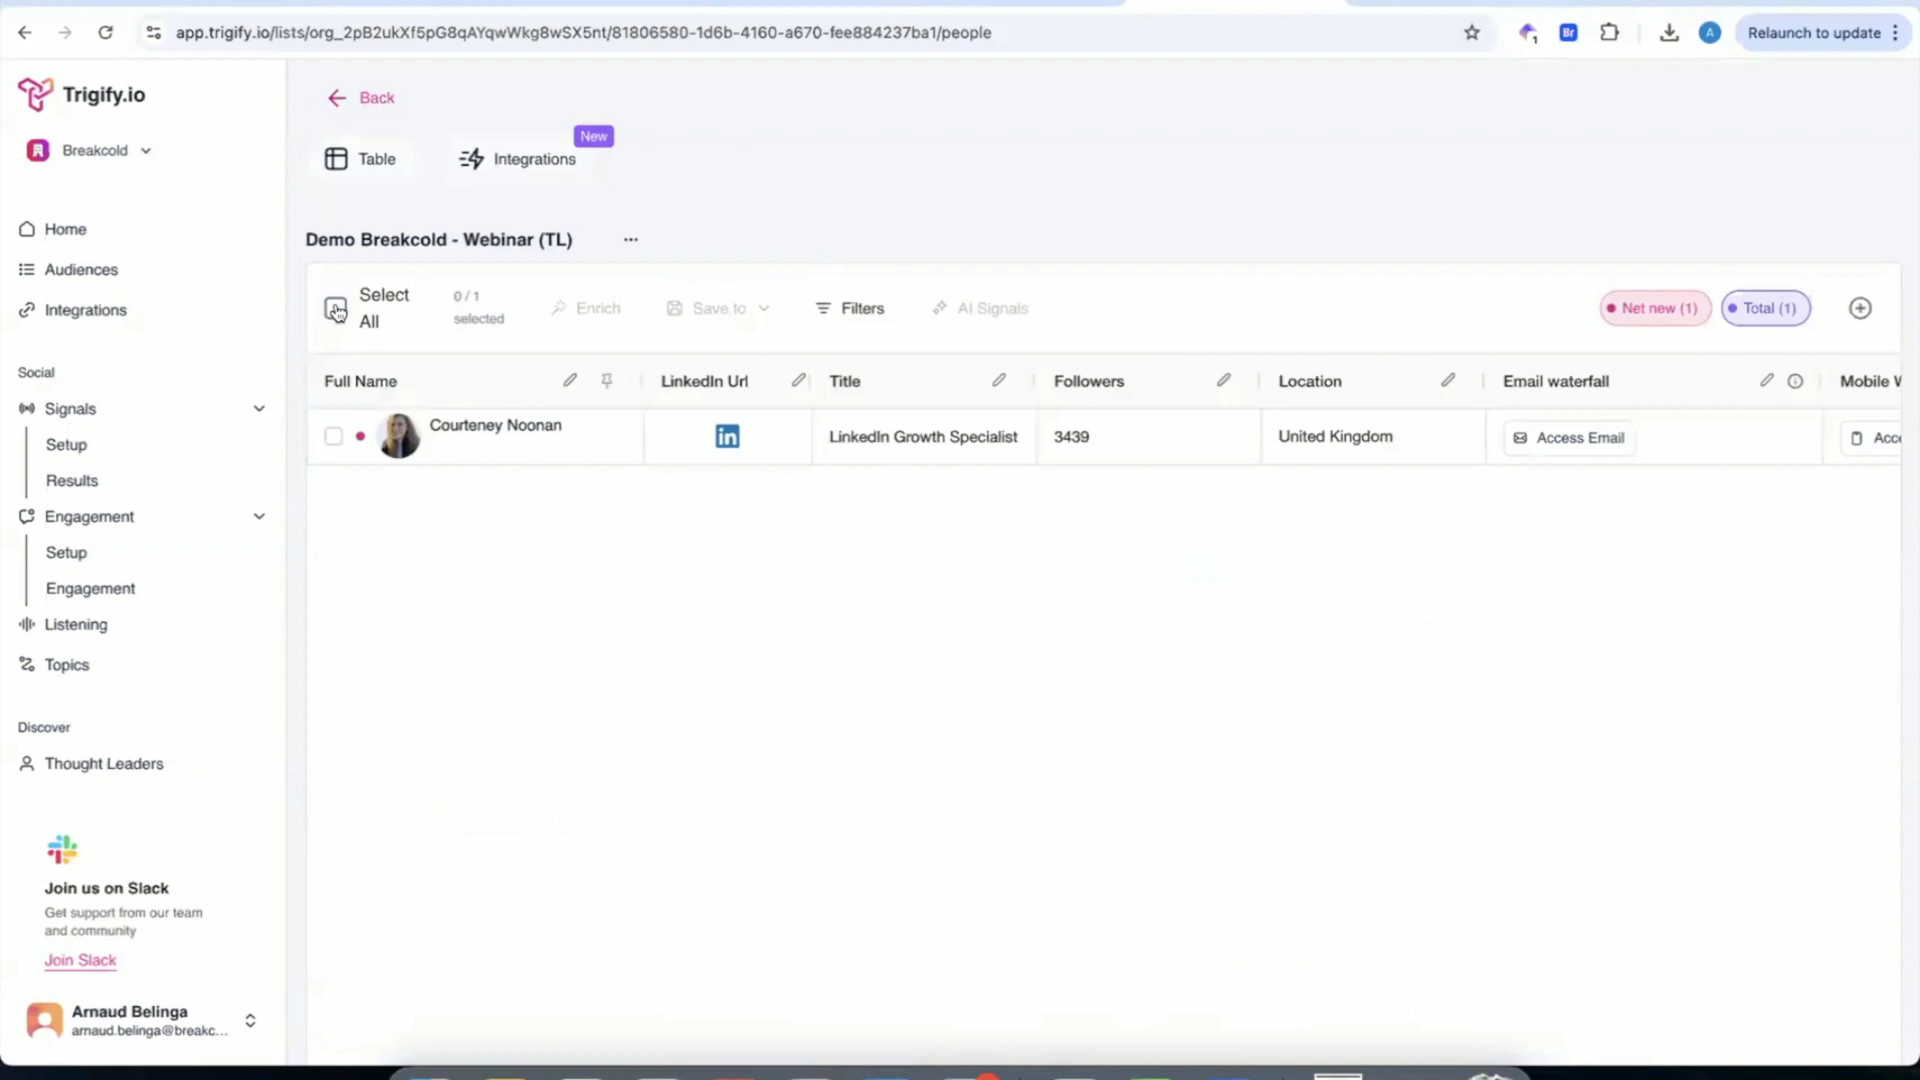 app.trigify.io/lists/org_2pB2ukXf5pG8qAYqwWkg8wSX5nt/81806580-1d6b-4160-a670-fee884237ba1/people
1
Br
A
Relaunch to update
Trigify.io
Breakcold
Home
Audiences
Integrations
Social
Signals
Setup
Results
Engagement
Setup
Engagement
Listening
Topics
Discover
Thought Leaders
Join us on Slack
Get support from our team
and community
Join Slack
Arnaud Belinga
arnaud.belinga@breakc...
Back
Table
Integrations
New
Demo Breakcold - Webinar (TL)
...
Select
All
0 / 1
selected
Enrich
Save to
Filters
AI Signals
Net new (1)
Total (1)
Full Name
LinkedIn Url
Title
Followers
Location
Email waterfall
Mobile W
Courteney Noonan
in
LinkedIn Growth Specialist
3439
United Kingdom
Access Email
Acc